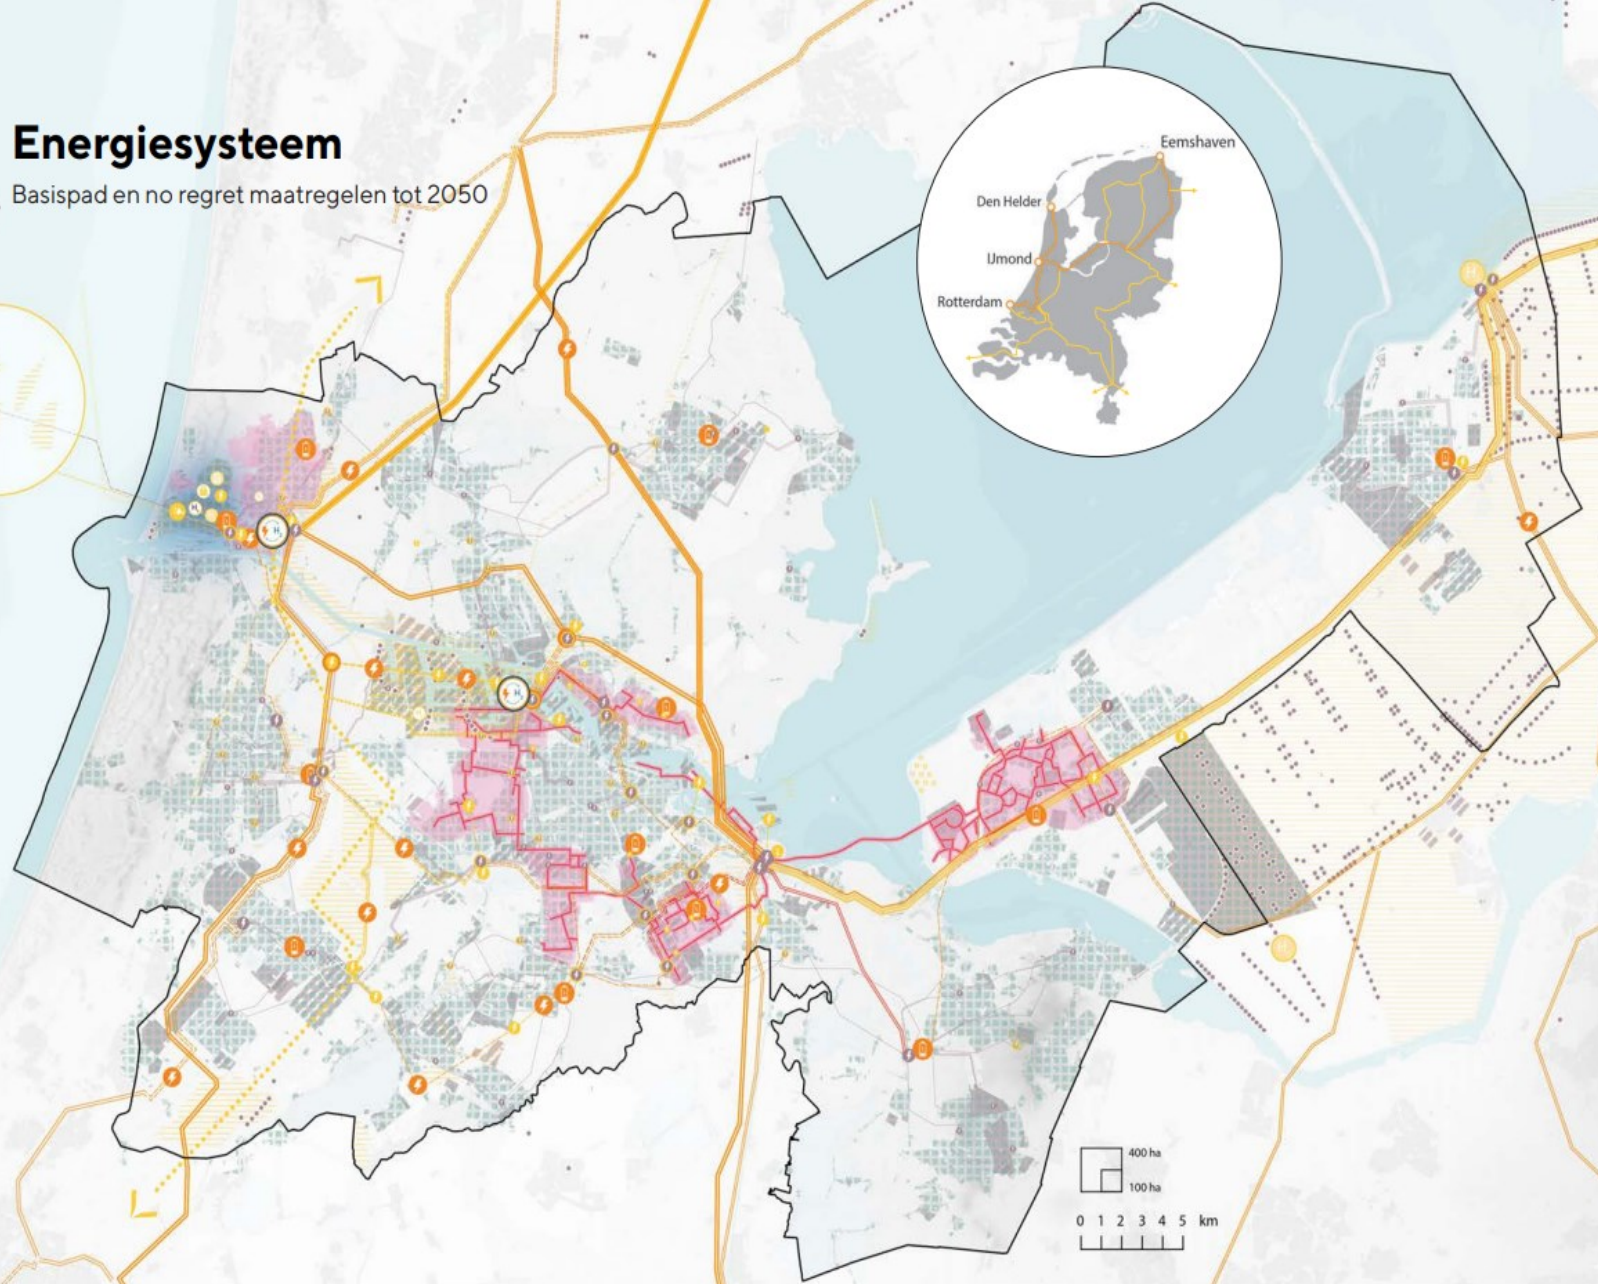 Energiesysteem
Basispad en no regret maatregelen tot 2050
Eemshaven
Den Helder
IJmond
Rotterdam
H₂
H
H
H
H
400 ha
100 ha
0 1 2 3 4 5 km